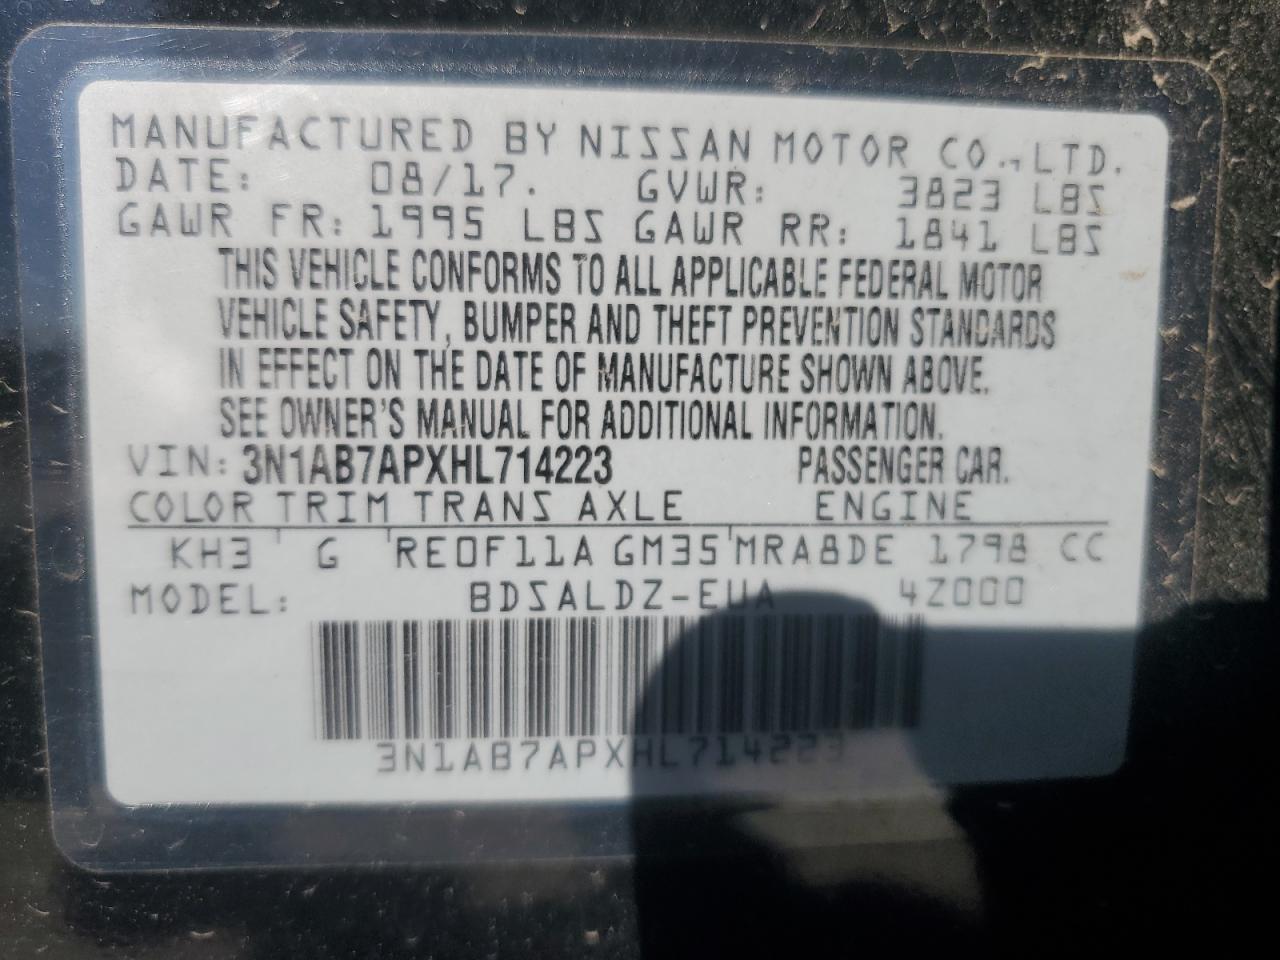 MANUFACTURED BY NISSAN MOTOR CO., LTD.
DATE: 08/17. GVWR: 3823 LBS
GAWR FR: 1995 LBS GAWR RR: 1841 LBS
THIS VEHICLE CONFORMS TO ALL APPLICABLE FEDERAL MOTOR
VEHICLE SAFETY, BUMPER AND THEFT PREVENTION STANDARDS
IN EFFECT ON THE DATE OF MANUFACTURE SHOWN ABOVE.
SEE OWNER'S MANUAL FOR ADDITIONAL INFORMATION.
VIN: 3N1AB7APXHL714223 PASSENGER CAR.
COLOR TRIM TRANS AXLE ENGINE
KH3 ' G ' RE0F11A GM35 ' MRA8DE 1798 CC
MODEL: BDSALDZ-EUA 4Z000
3N1AB7APXHL714223